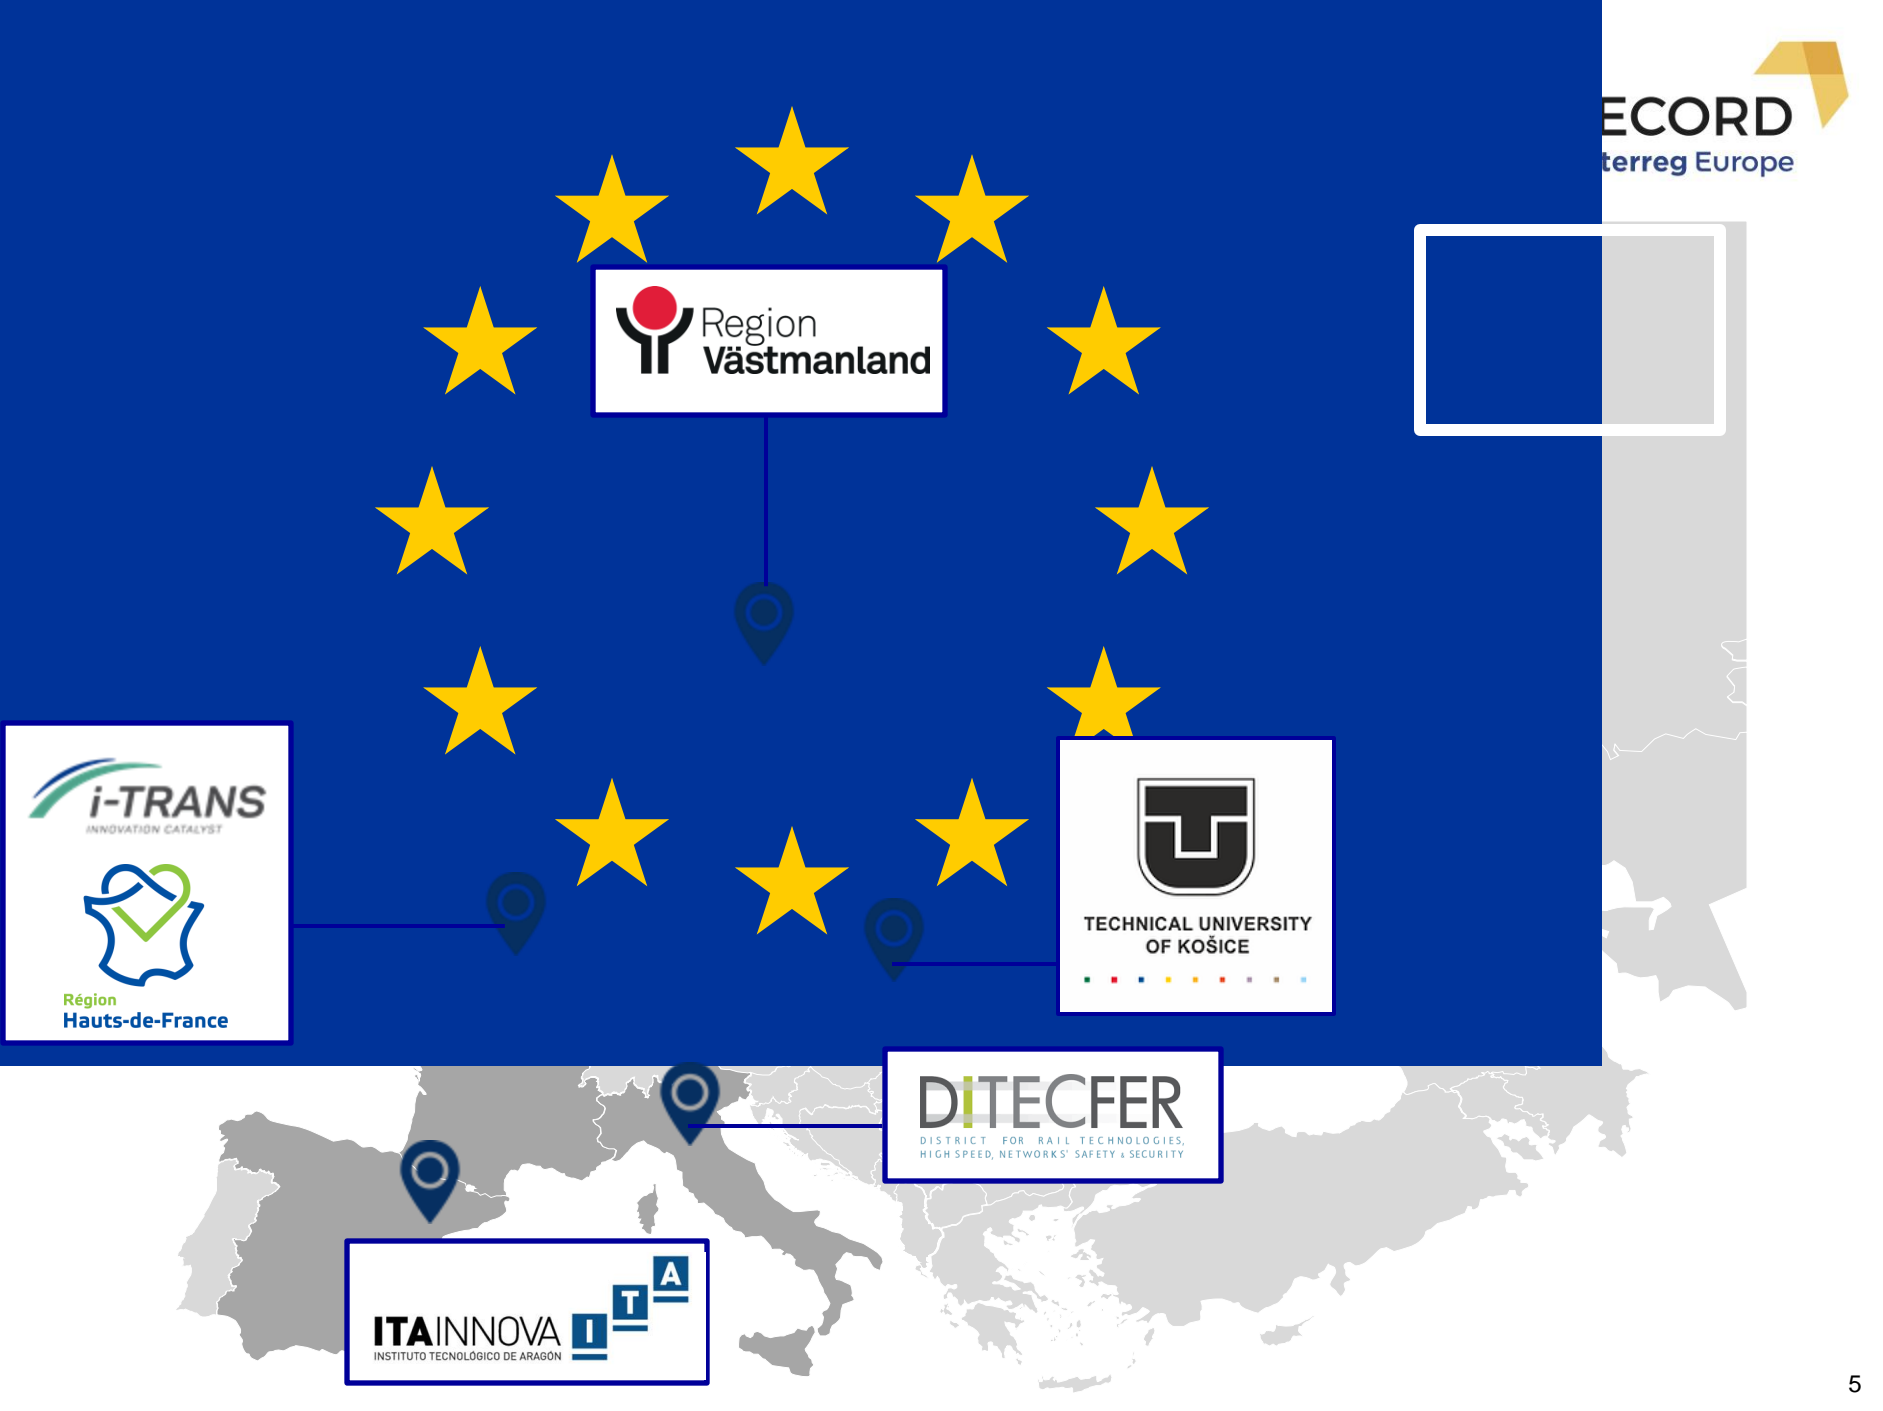 ECORD
terreg Europe
Region
Västmanland
i-TRANS
INNOVATION CATALYST
Région
Hauts-de-France
TECHNICAL UNIVERSITY
OF KOŠICE
DITECFER
DISTRICT FOR RAIL TECHNOLOGIES,
HIGH SPEED, NETWORKS' SAFETY & SECURITY
ITAINNOVA
INSTITUTO TECNOLÓGICO DE ARAGÓN
I T A
5